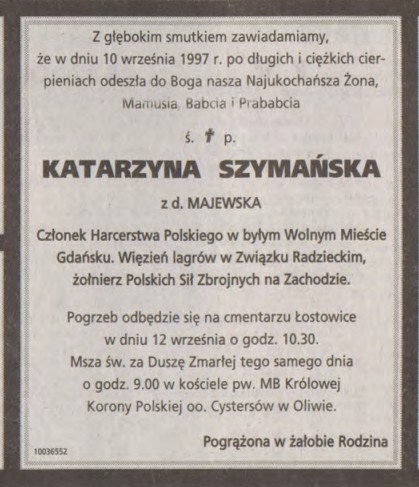 Z głębokim smutkiem zawiadamiamy,
że w dniu 10 września 1997 r. po długich i ciężkich cier-
pieniach odeszła do Boga nasza Najukochańsza Żona,
Mamusia, Babcia i Prababcia
ś. ✝ p.
KATARZYNA SZYMAŃSKA
z d. MAJEWSKA
Członek Harcerstwa Polskiego w byłym Wolnym Mieście
Gdańsku. Więzień lagrów w Związku Radzieckim,
żołnierz Polskich Sił Zbrojnych na Zachodzie.
Pogrzeb odbędzie się na cmentarzu Łostowice
w dniu 12 września o godz. 10.30.
Msza św. za Duszę Zmarłej tego samego dnia
o godz. 9.00 w kościele pw. MB Królowej
Korony Polskiej oo. Cystersów w Oliwie.
Pogrążona w żałobie Rodzina
10036552